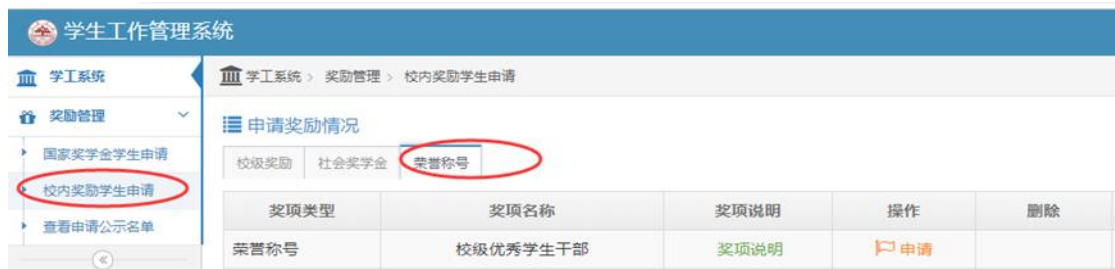 学生工作管理系统
学工系统
学工系统 > 奖励管理 > 校内奖励学生申请
奖励管理
申请奖励情况
国家奖学金学生申请
校级奖励 社会奖学金 荣誉称号
校内奖励学生申请
奖项类型 奖项名称 奖项说明 操作 删除
查看申请公示名单
荣誉称号 校级优秀学生干部 奖项说明 申请